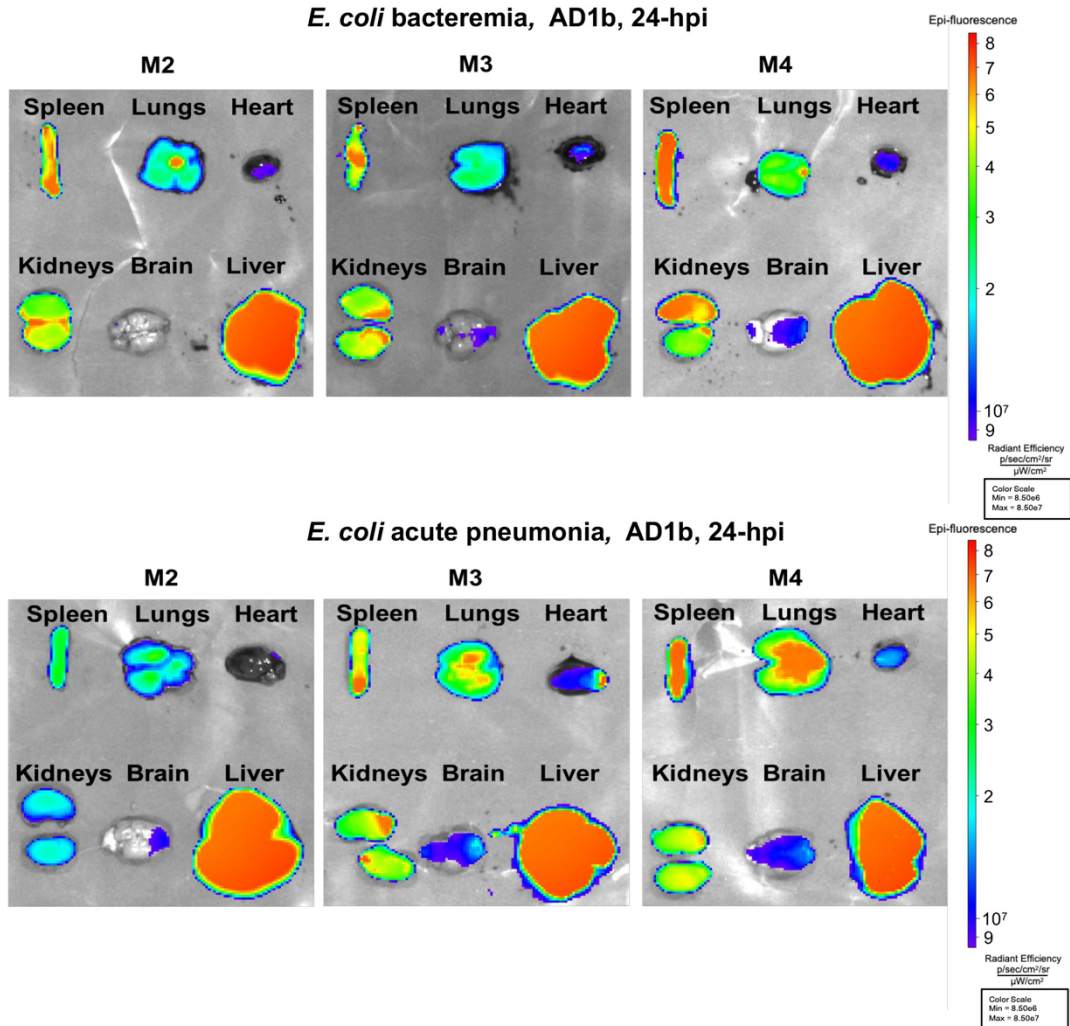 E. coli bacteremia, AD1b, 24-hpi
Epi-fluorescence
M2 M3 M4
Spleen Lungs Heart Spleen Lungs Heart Spleen Lungs Heart
8
7
6
5
4
3
Kidneys Brain Liver Kidneys Brain Liver Kidneys Brain Liver
2
10⁷
9
Radiant Efficiency
p/sec/cm²/sr
µW/cm²
Color Scale
Min = 8.50e6
Max = 8.50e7
E. coli acute pneumonia, AD1b, 24-hpi
Epi-fluorescence
M2 M3 M4
Spleen Lungs Heart Spleen Lungs Heart Spleen Lungs Heart
8
7
6
5
4
3
Kidneys Brain Liver Kidneys Brain Liver Kidneys Brain Liver
2
10⁷
9
Radiant Efficiency
p/sec/cm²/sr
µW/cm²
Color Scale
Min = 8.50e6
Max = 8.50e7